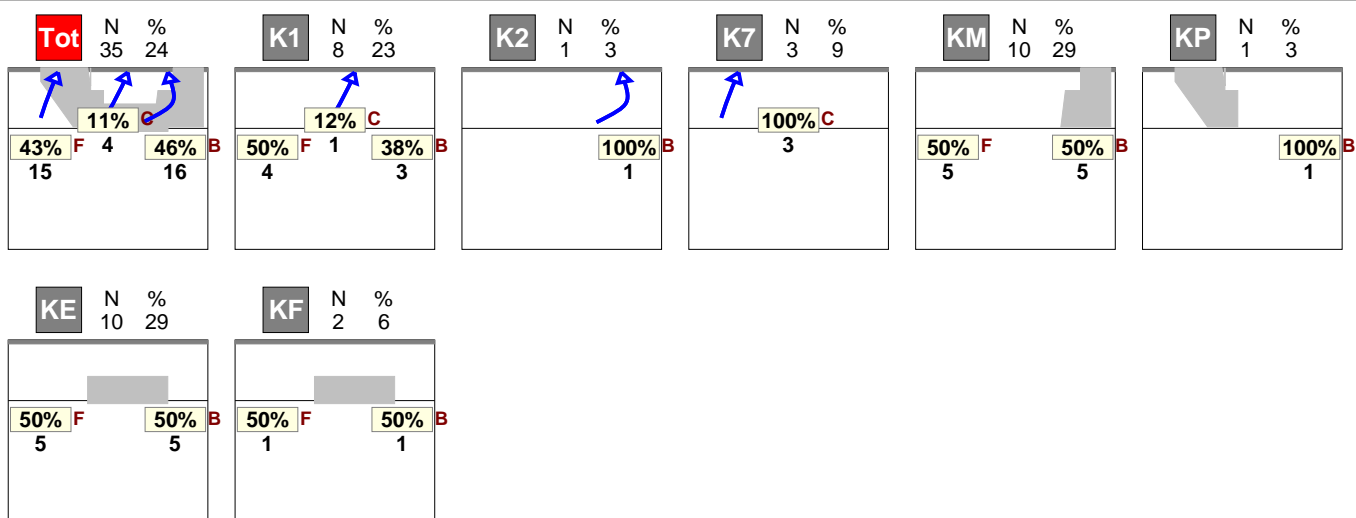 Tot N % 35 24
K1 N % 8 23
K2 N % 1 3
K7 N % 3 9
KM N % 10 29
KP N % 1 3
11% C 4
43% F 15
46% B 16
12% C 1
50% F 4
38% B 3
100% B 1
100% C 3
50% F 5
50% B 5
100% B 1
KE N % 10 29
KF N % 2 6
50% F 5
50% B 5
50% F 1
50% B 1